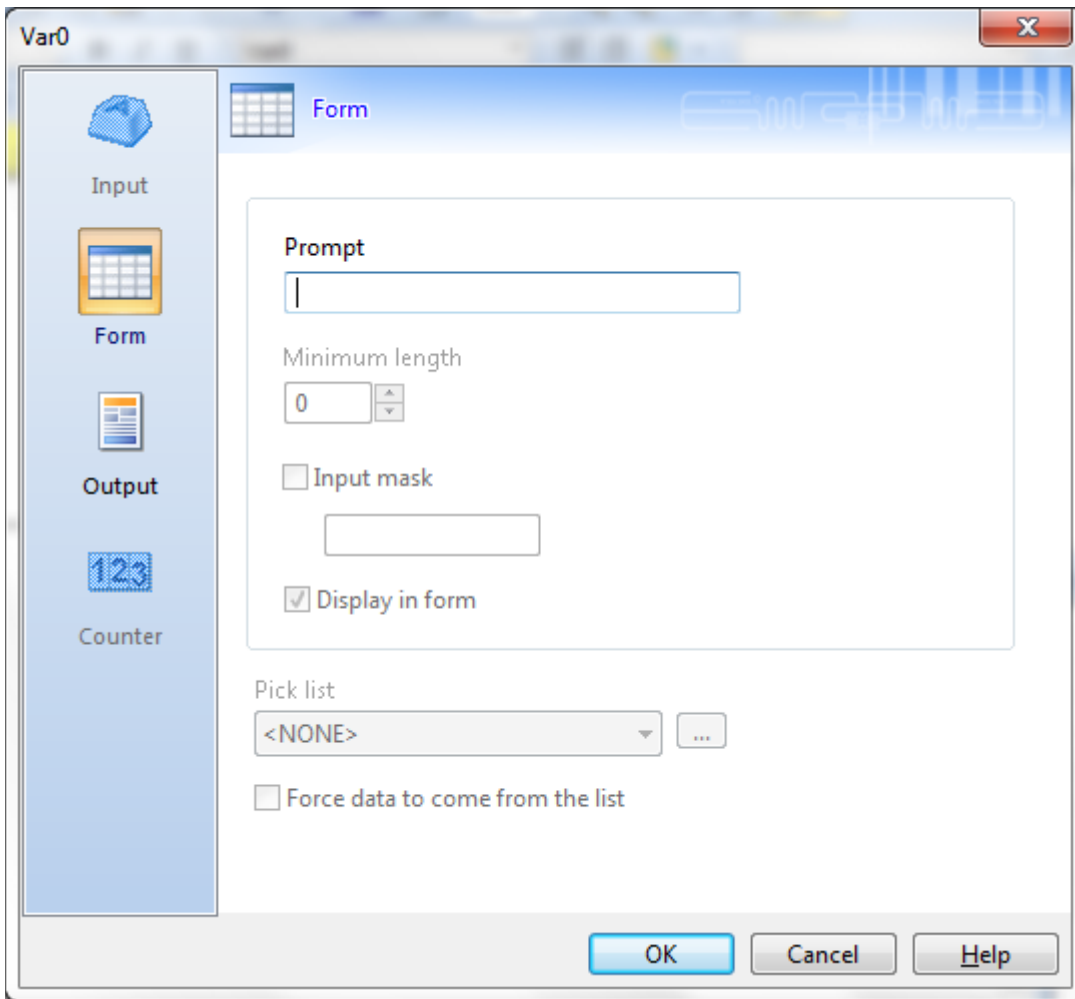 Var0
Input
Form
Output
123
Counter
Form
Prompt
Minimum length
0
Input mask
Display in form
Pick list
<NONE>
...
Force data to come from the list
OK
Cancel
Help